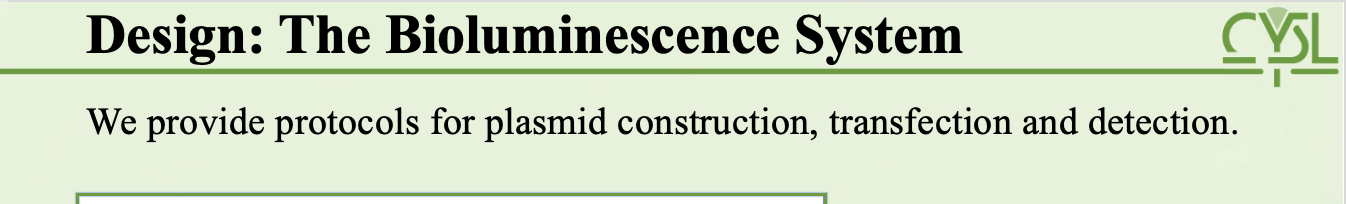 Design: The Bioluminescence System
CYSL
We provide protocols for plasmid construction, transfection and detection.